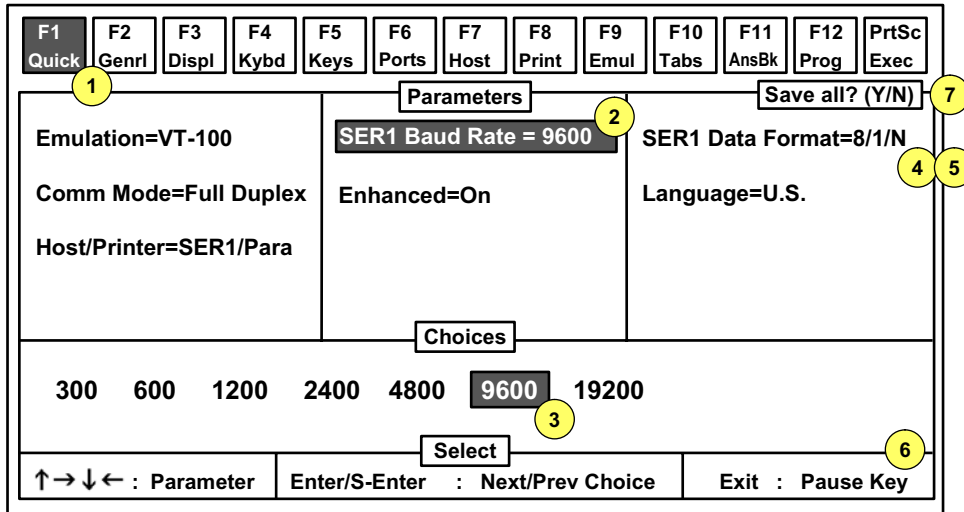 F1 F2 F3 F4 F5 F6 F7 F8 F9 F10 F11 F12 PrtSc
Quick Genrl Displ Kybd Keys Ports Host Print Emul Tabs AnsBk Prog Exec
1
Parameters
Save all? (Y/N)
7
2
Emulation=VT-100
SER1 Baud Rate = 9600
SER1 Data Format=8/1/N
4 5
Comm Mode=Full Duplex
Enhanced=On
Language=U.S.
Host/Printer=SER1/Para
Choices
300 600 1200 2400 4800 9600 19200
3
Select
6
↑→↓← : Parameter
Enter/S-Enter : Next/Prev Choice
Exit : Pause Key